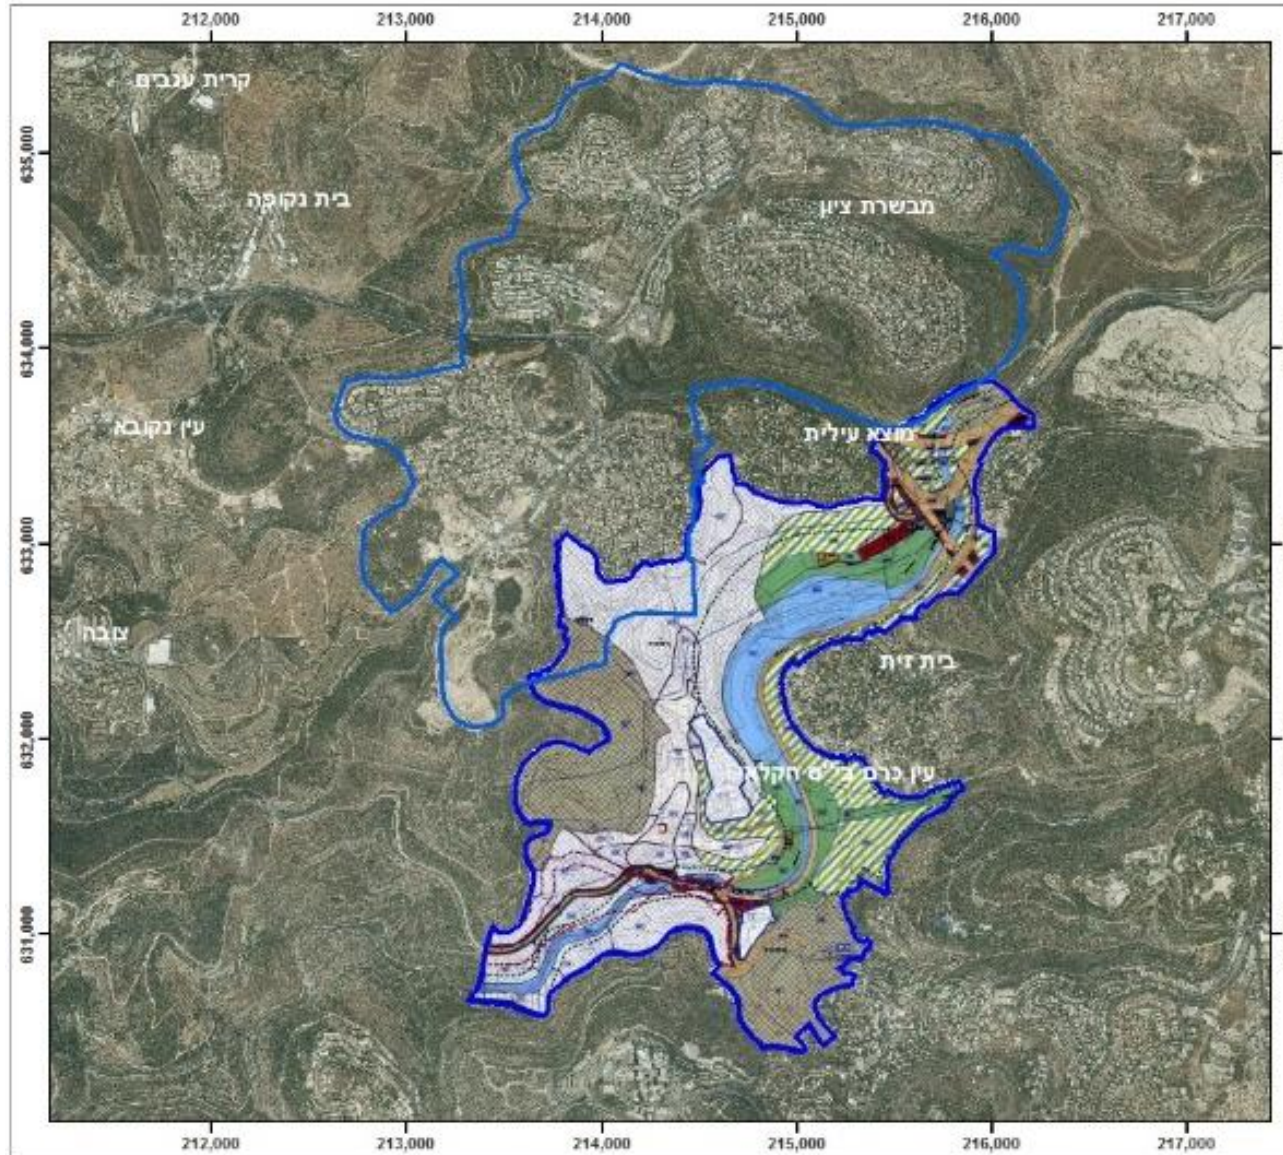 212,000 213,000 214,000 215,000 216,000 217,000
קרית ענבים
635,000
בית נקופה
מבשרת ציון
634,000
עין נקובא
מוצא עילית
633,000
צובה
בית זית
632,000
עין כרם בי"ס חקלאי
631,000
212,000 213,000 214,000 215,000 216,000 217,000